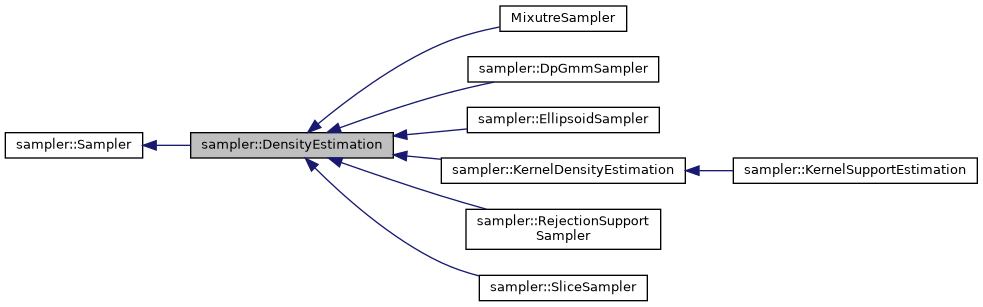 MixutreSampler
sampler::DpGmmSampler
sampler::EllipsoidSampler
sampler::Sampler
sampler::DensityEstimation
sampler::KernelDensityEstimation
sampler::KernelSupportEstimation
sampler::RejectionSupport
Sampler
sampler::SliceSampler